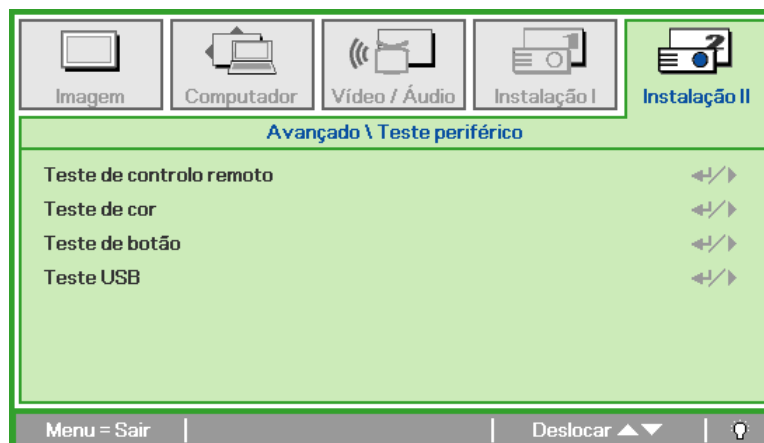 Imagem
Computador
Vídeo / Áudio
Instalação I
Instalação II
Avançado \ Teste periférico
Teste de controlo remoto
Teste de cor
Teste de botão
Teste USB
Menu = Sair
Deslocar